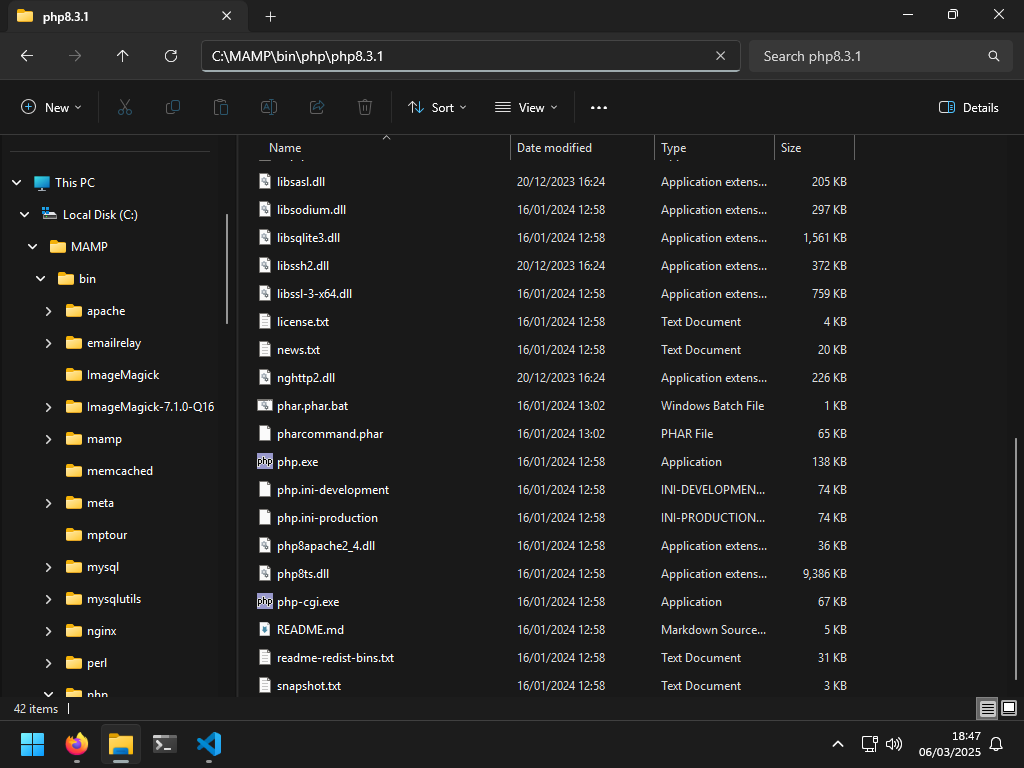 php8.3.1
C:\MAMP\bin\php\php8.3.1
Search php8.3.1
New
Sort
View
Details
This PC
Local Disk (C:)
MAMP
bin
apache
emailrelay
ImageMagick
ImageMagick-7.1.0-Q16
mamp
memcached
meta
mptour
mysql
mysqlutils
nginx
perl
php
Name Date modified Type Size
libsasl.dll 20/12/2023 16:24 Application extens... 205 KB
libsodium.dll 16/01/2024 12:58 Application extens... 297 KB
libsqlite3.dll 16/01/2024 12:58 Application extens... 1,561 KB
libssh2.dll 20/12/2023 16:24 Application extens... 372 KB
libssl-3-x64.dll 16/01/2024 12:58 Application extens... 759 KB
license.txt 16/01/2024 12:58 Text Document 4 KB
news.txt 16/01/2024 12:58 Text Document 20 KB
nghttp2.dll 20/12/2023 16:24 Application extens... 226 KB
phar.phar.bat 16/01/2024 13:02 Windows Batch File 1 KB
pharcommand.phar 16/01/2024 13:02 PHAR File 65 KB
php php.exe 16/01/2024 12:58 Application 138 KB
php.ini-development 16/01/2024 12:58 INI-DEVELOPMEN... 74 KB
php.ini-production 16/01/2024 12:58 INI-PRODUCTION... 74 KB
php8apache2_4.dll 16/01/2024 12:58 Application extens... 36 KB
php8ts.dll 16/01/2024 12:58 Application extens... 9,386 KB
php php-cgi.exe 16/01/2024 12:58 Application 67 KB
README.md 16/01/2024 12:58 Markdown Source... 5 KB
readme-redist-bins.txt 16/01/2024 12:58 Text Document 31 KB
snapshot.txt 16/01/2024 12:58 Text Document 3 KB
42 items
18:47
06/03/2025